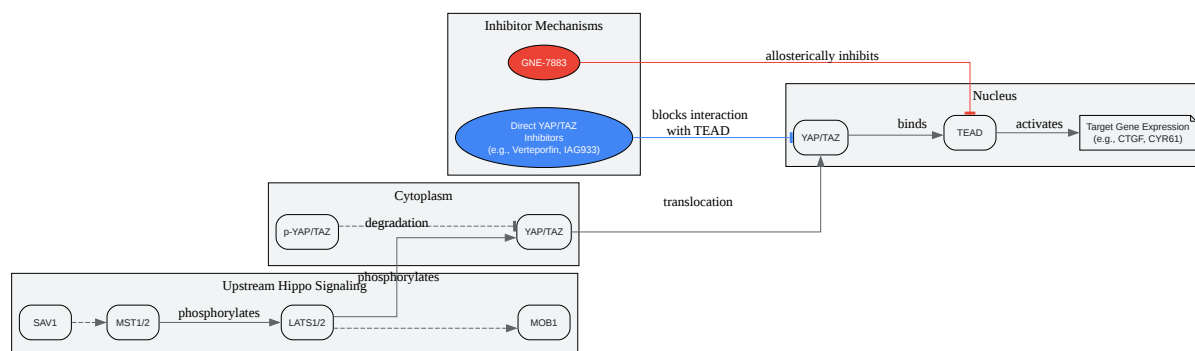 Inhibitor Mechanisms
GNE-7883
allosterically inhibits
Direct YAP/TAZ
Inhibitors
(e.g., Verteporfin, IAG933)
blocks interaction
with TEAD
Nucleus
YAP/TAZ
binds
TEAD
activates
Target Gene Expression
(e.g., CTGF, CYR61)
Cytoplasm
p-YAP/TAZ
degradation
YAP/TAZ
translocation
phosphorylates
Upstream Hippo Signaling
SAV1
MST1/2
phosphorylates
LATS1/2
MOB1